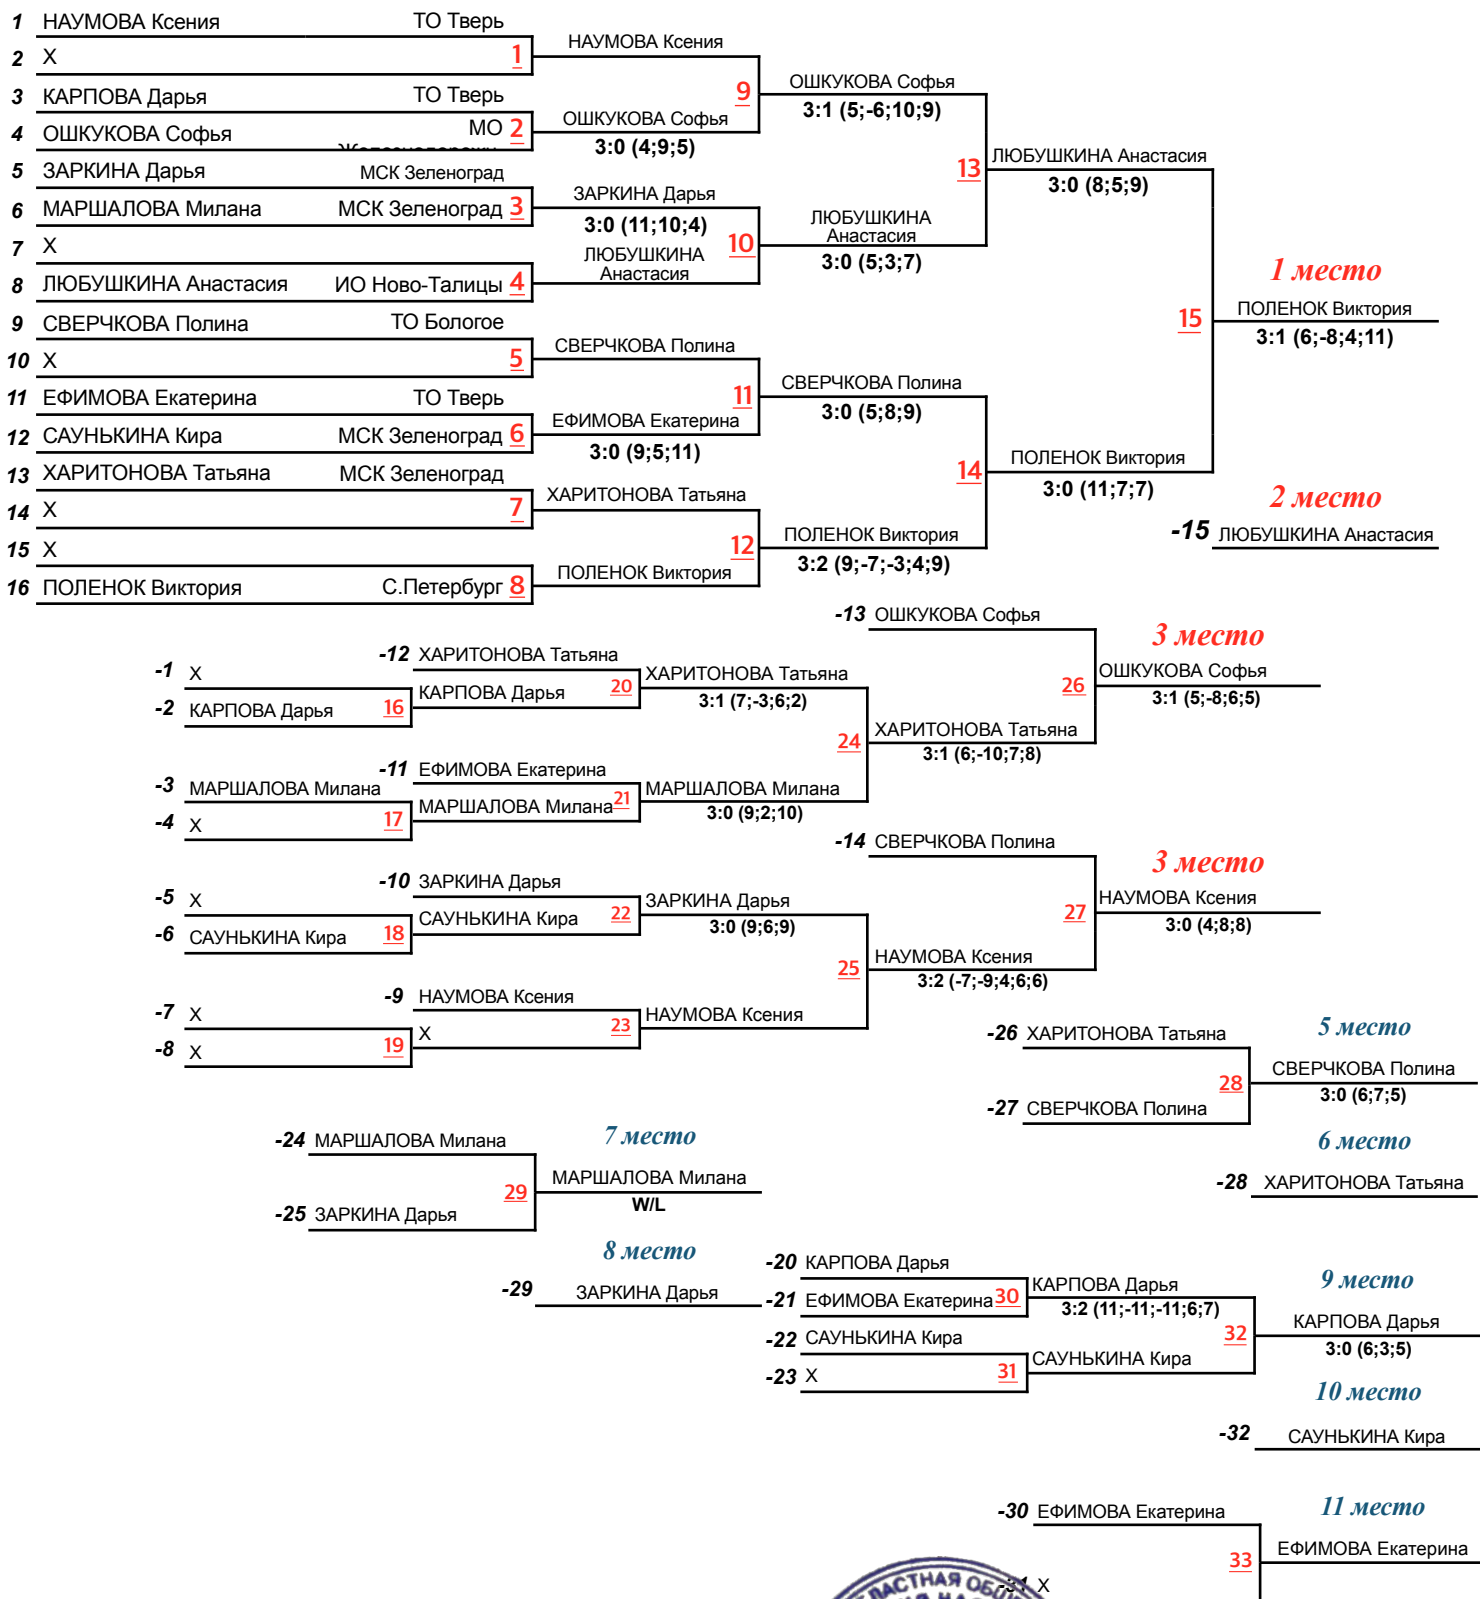 1 НАУМОВА Ксения ТО Тверь
2 X 1 НАУМОВА Ксения
3 КАРПОВА Дарья ТО Тверь 9 ОШКУКОВА Софья
3:1 (5;-6;10;9)
4 ОШКУКОВА Софья МО 2 ОШКУКОВА Софья
3:0 (4;9;5)
5 ЗАРКИНА Дарья МСК Зеленоград 13 ЛЮБУШКИНА Анастасия
3:0 (8;5;9)
6 МАРШАЛОВА Милана МСК Зеленоград 3 ЗАРКИНА Дарья
3:0 (11;10;4)
7 X 10 ЛЮБУШКИНА
Анастасия
3:0 (5;3;7)
8 ЛЮБУШКИНА Анастасия ИО Ново-Талицы 4 ЛЮБУШКИНА
Анастасия
1 место
9 СВЕРЧКОВА Полина ТО Бологое 15 ПОЛЕНОК Виктория
3:1 (6;-8;4;11)
10 X 5 СВЕРЧКОВА Полина
11 ЕФИМОВА Екатерина ТО Тверь 11 СВЕРЧКОВА Полина
3:0 (5;8;9)
12 САУНЬКИНА Кира МСК Зеленоград 6 ЕФИМОВА Екатерина
3:0 (9;5;11)
13 ХАРИТОНОВА Татьяна МСК Зеленоград 14 ПОЛЕНОК Виктория
3:0 (11;7;7)
14 X 7 ХАРИТОНОВА Татьяна
2 место
15 X 12 ПОЛЕНОК Виктория
3:2 (9;-7;-3;4;9)
-15 ЛЮБУШКИНА Анастасия
16 ПОЛЕНОК Виктория С.Петербург 8 ПОЛЕНОК Виктория
-13 ОШКУКОВА Софья
3 место
-12 ХАРИТОНОВА Татьяна
-1 X 20 ХАРИТОНОВА Татьяна
3:1 (7;-3;6;2)
26 ОШКУКОВА Софья
3:1 (5;-8;6;5)
-2 КАРПОВА Дарья 16 КАРПОВА Дарья
24 ХАРИТОНОВА Татьяна
3:1 (6;-10;7;8)
-11 ЕФИМОВА Екатерина
-3 МАРШАЛОВА Милана 21 МАРШАЛОВА Милана
3:0 (9;2;10)
-4 X 17 МАРШАЛОВА Милана
-14 СВЕРЧКОВА Полина
3 место
-10 ЗАРКИНА Дарья
-5 X 22 ЗАРКИНА Дарья
3:0 (9;6;9)
27 НАУМОВА Ксения
3:0 (4;8;8)
-6 САУНЬКИНА Кира 18 САУНЬКИНА Кира
25 НАУМОВА Ксения
3:2 (-7;-9;4;6;6)
-9 НАУМОВА Ксения
-7 X 23 НАУМОВА Ксения
-8 X 19 X
-26 ХАРИТОНОВА Татьяна
5 место
28 СВЕРЧКОВА Полина
3:0 (6;7;5)
-27 СВЕРЧКОВА Полина
-24 МАРШАЛОВА Милана
7 место
6 место
29 МАРШАЛОВА Милана
W/L
-28 ХАРИТОНОВА Татьяна
-25 ЗАРКИНА Дарья
8 место
-29 ЗАРКИНА Дарья
-20 КАРПОВА Дарья
9 место
-21 ЕФИМОВА Екатерина 30 КАРПОВА Дарья
3:2 (11;-11;-11;6;7)
32 КАРПОВА Дарья
3:0 (6;3;5)
-22 САУНЬКИНА Кира
-23 X 31 САУНЬКИНА Кира
10 место
-32 САУНЬКИНА Кира
-30 ЕФИМОВА Екатерина
11 место
33 ЕФИМОВА Екатерина
-31 X